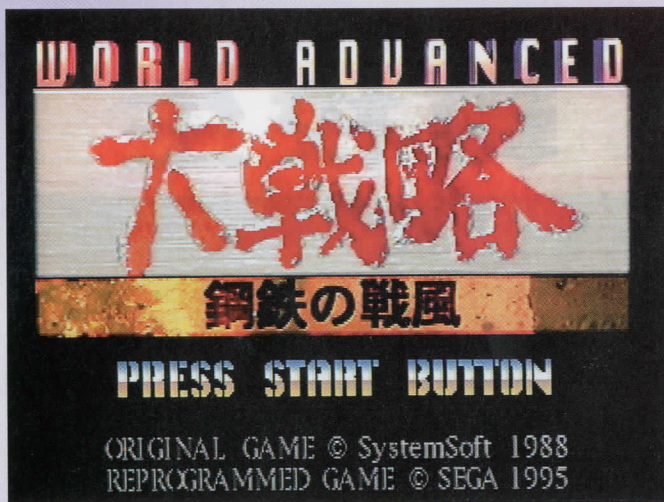 WORLD ADVANCED
大戦略
鋼鉄の戦風
PRESS START BUTTON
ORIGINAL GAME © SystemSoft 1988
REPROGRAMMED GAME © SEGA 1995